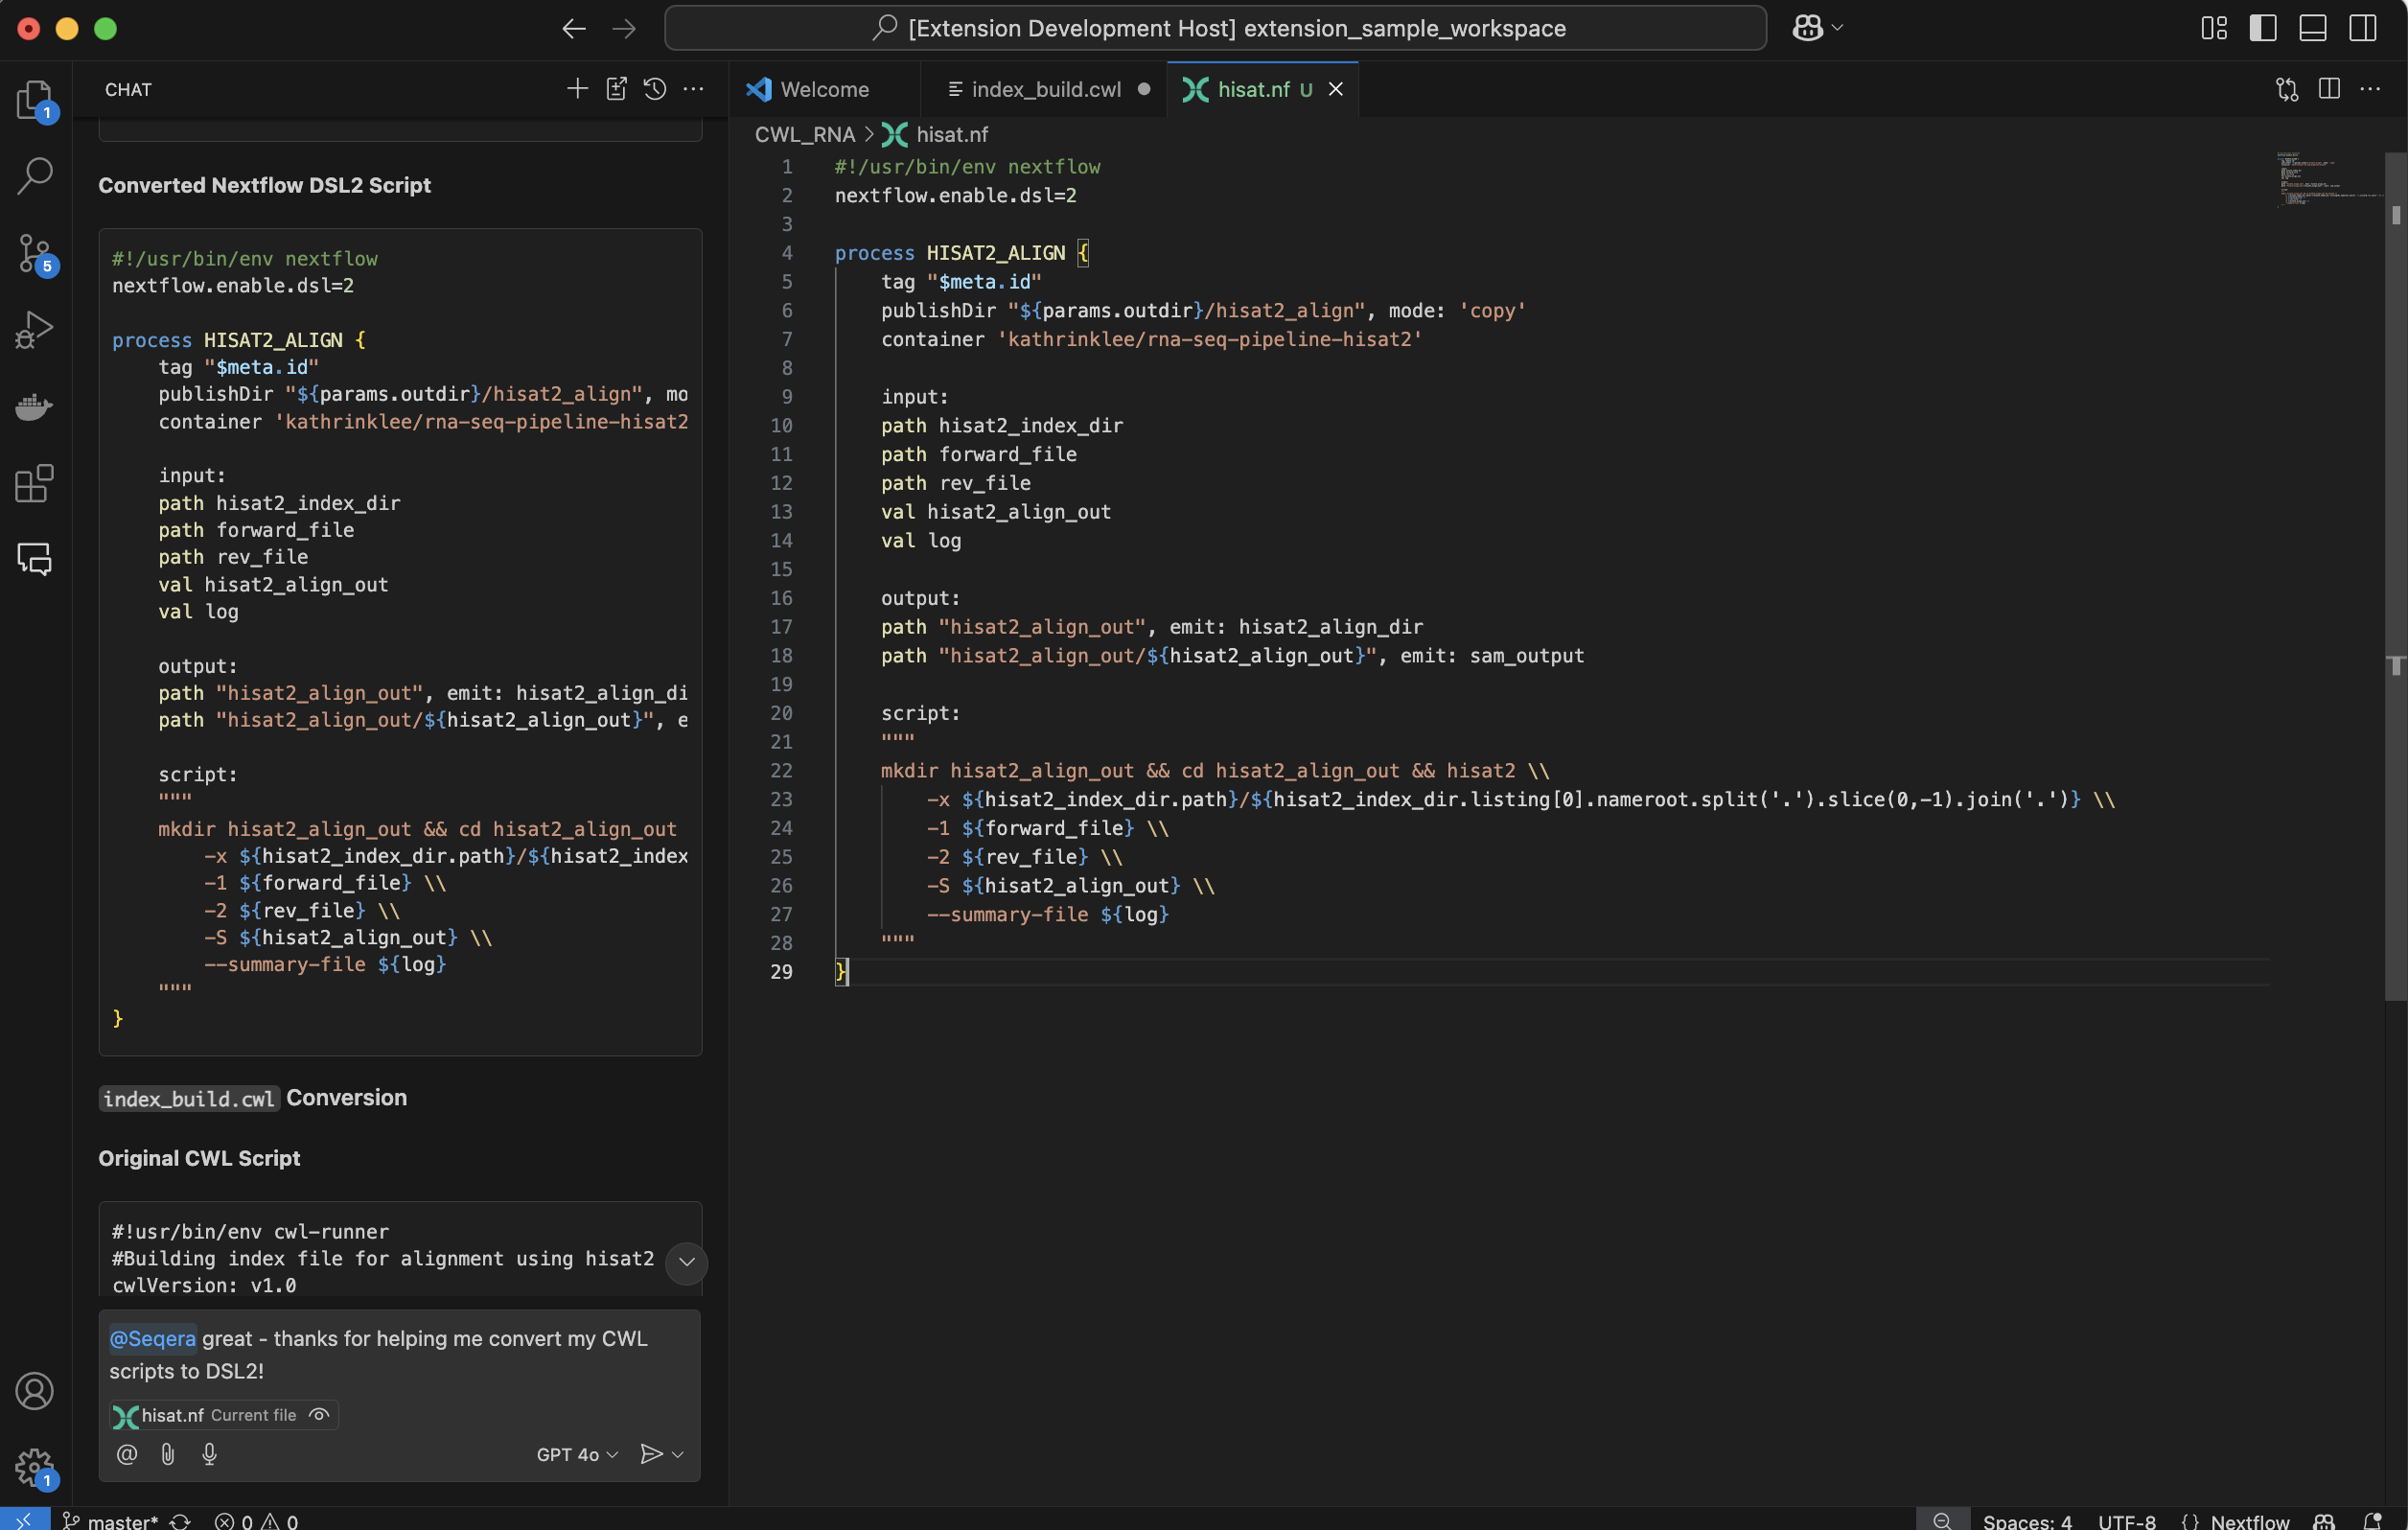 [Extension Development Host] extension_sample_workspace
1
5
1
CHAT
Converted Nextflow DSL2 Script
#!/usr/bin/env nextflow
nextflow.enable.dsl=2
process HISAT2_ALIGN {
tag "$meta.id"
publishDir "${params.outdir}/hisat2_align", mo
container 'kathrinklee/rna-seq-pipeline-hisat2
input:
path hisat2_index_dir
path forward_file
path rev_file
val hisat2_align_out
val log
output:
path "hisat2_align_out", emit: hisat2_align_di
path "hisat2_align_out/${hisat2_align_out}", e
script:
"""
mkdir hisat2_align_out && cd hisat2_align_out
-x ${hisat2_index_dir.path}/${hisat2_index
-1 ${forward_file} \\
-2 ${rev_file} \\
-S ${hisat2_align_out} \\
--summary-file ${log}
"""
}
index_build.cwl Conversion
Original CWL Script
#!usr/bin/env cwl-runner
#Building index file for alignment using hisat2
cwlVersion: v1.0
@Seqera great - thanks for helping me convert my CWL
scripts to DSL2!
hisat.nf Current file
GPT 4o
Welcome
index_build.cwl
hisat.nf U
CWL_RNA > hisat.nf
1 #!/usr/bin/env nextflow
2 nextflow.enable.dsl=2
3
4 process HISAT2_ALIGN {
5 tag "$meta.id"
6 publishDir "${params.outdir}/hisat2_align", mode: 'copy'
7 container 'kathrinklee/rna-seq-pipeline-hisat2'
8
9 input:
10 path hisat2_index_dir
11 path forward_file
12 path rev_file
13 val hisat2_align_out
14 val log
15
16 output:
17 path "hisat2_align_out", emit: hisat2_align_dir
18 path "hisat2_align_out/${hisat2_align_out}", emit: sam_output
19
20 script:
21 """
22 mkdir hisat2_align_out && cd hisat2_align_out && hisat2 \\
23 -x ${hisat2_index_dir.path}/${hisat2_index_dir.listing[0].nameroot.split('.').slice(0,-1).join('.')} \\
24 -1 ${forward_file} \\
25 -2 ${rev_file} \\
26 -S ${hisat2_align_out} \\
27 --summary-file ${log}
28 """
29 }
master* 0 0
Spaces: 4 UTF-8 {} Nextflow